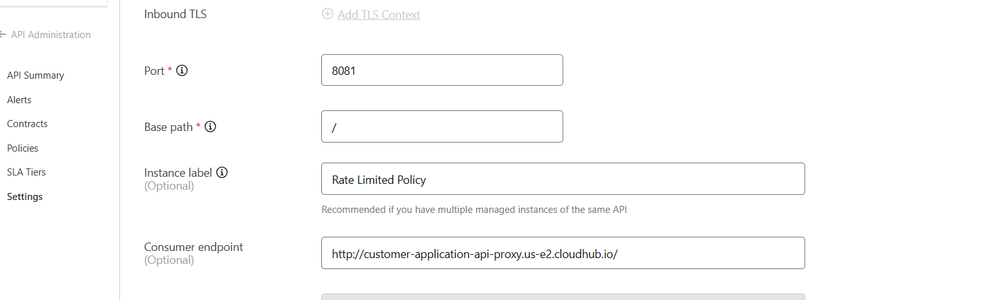 Inbound TLS
Add TLS Context
← API Administration
API Summary
Alerts
Contracts
Policies
SLA Tiers
Settings
Port *
8081
Base path *
/
Instance label
(Optional)
Rate Limited Policy
Recommended if you have multiple managed instances of the same API
Consumer endpoint
(Optional)
http://customer-application-api-proxy.us-e2.cloudhub.io/